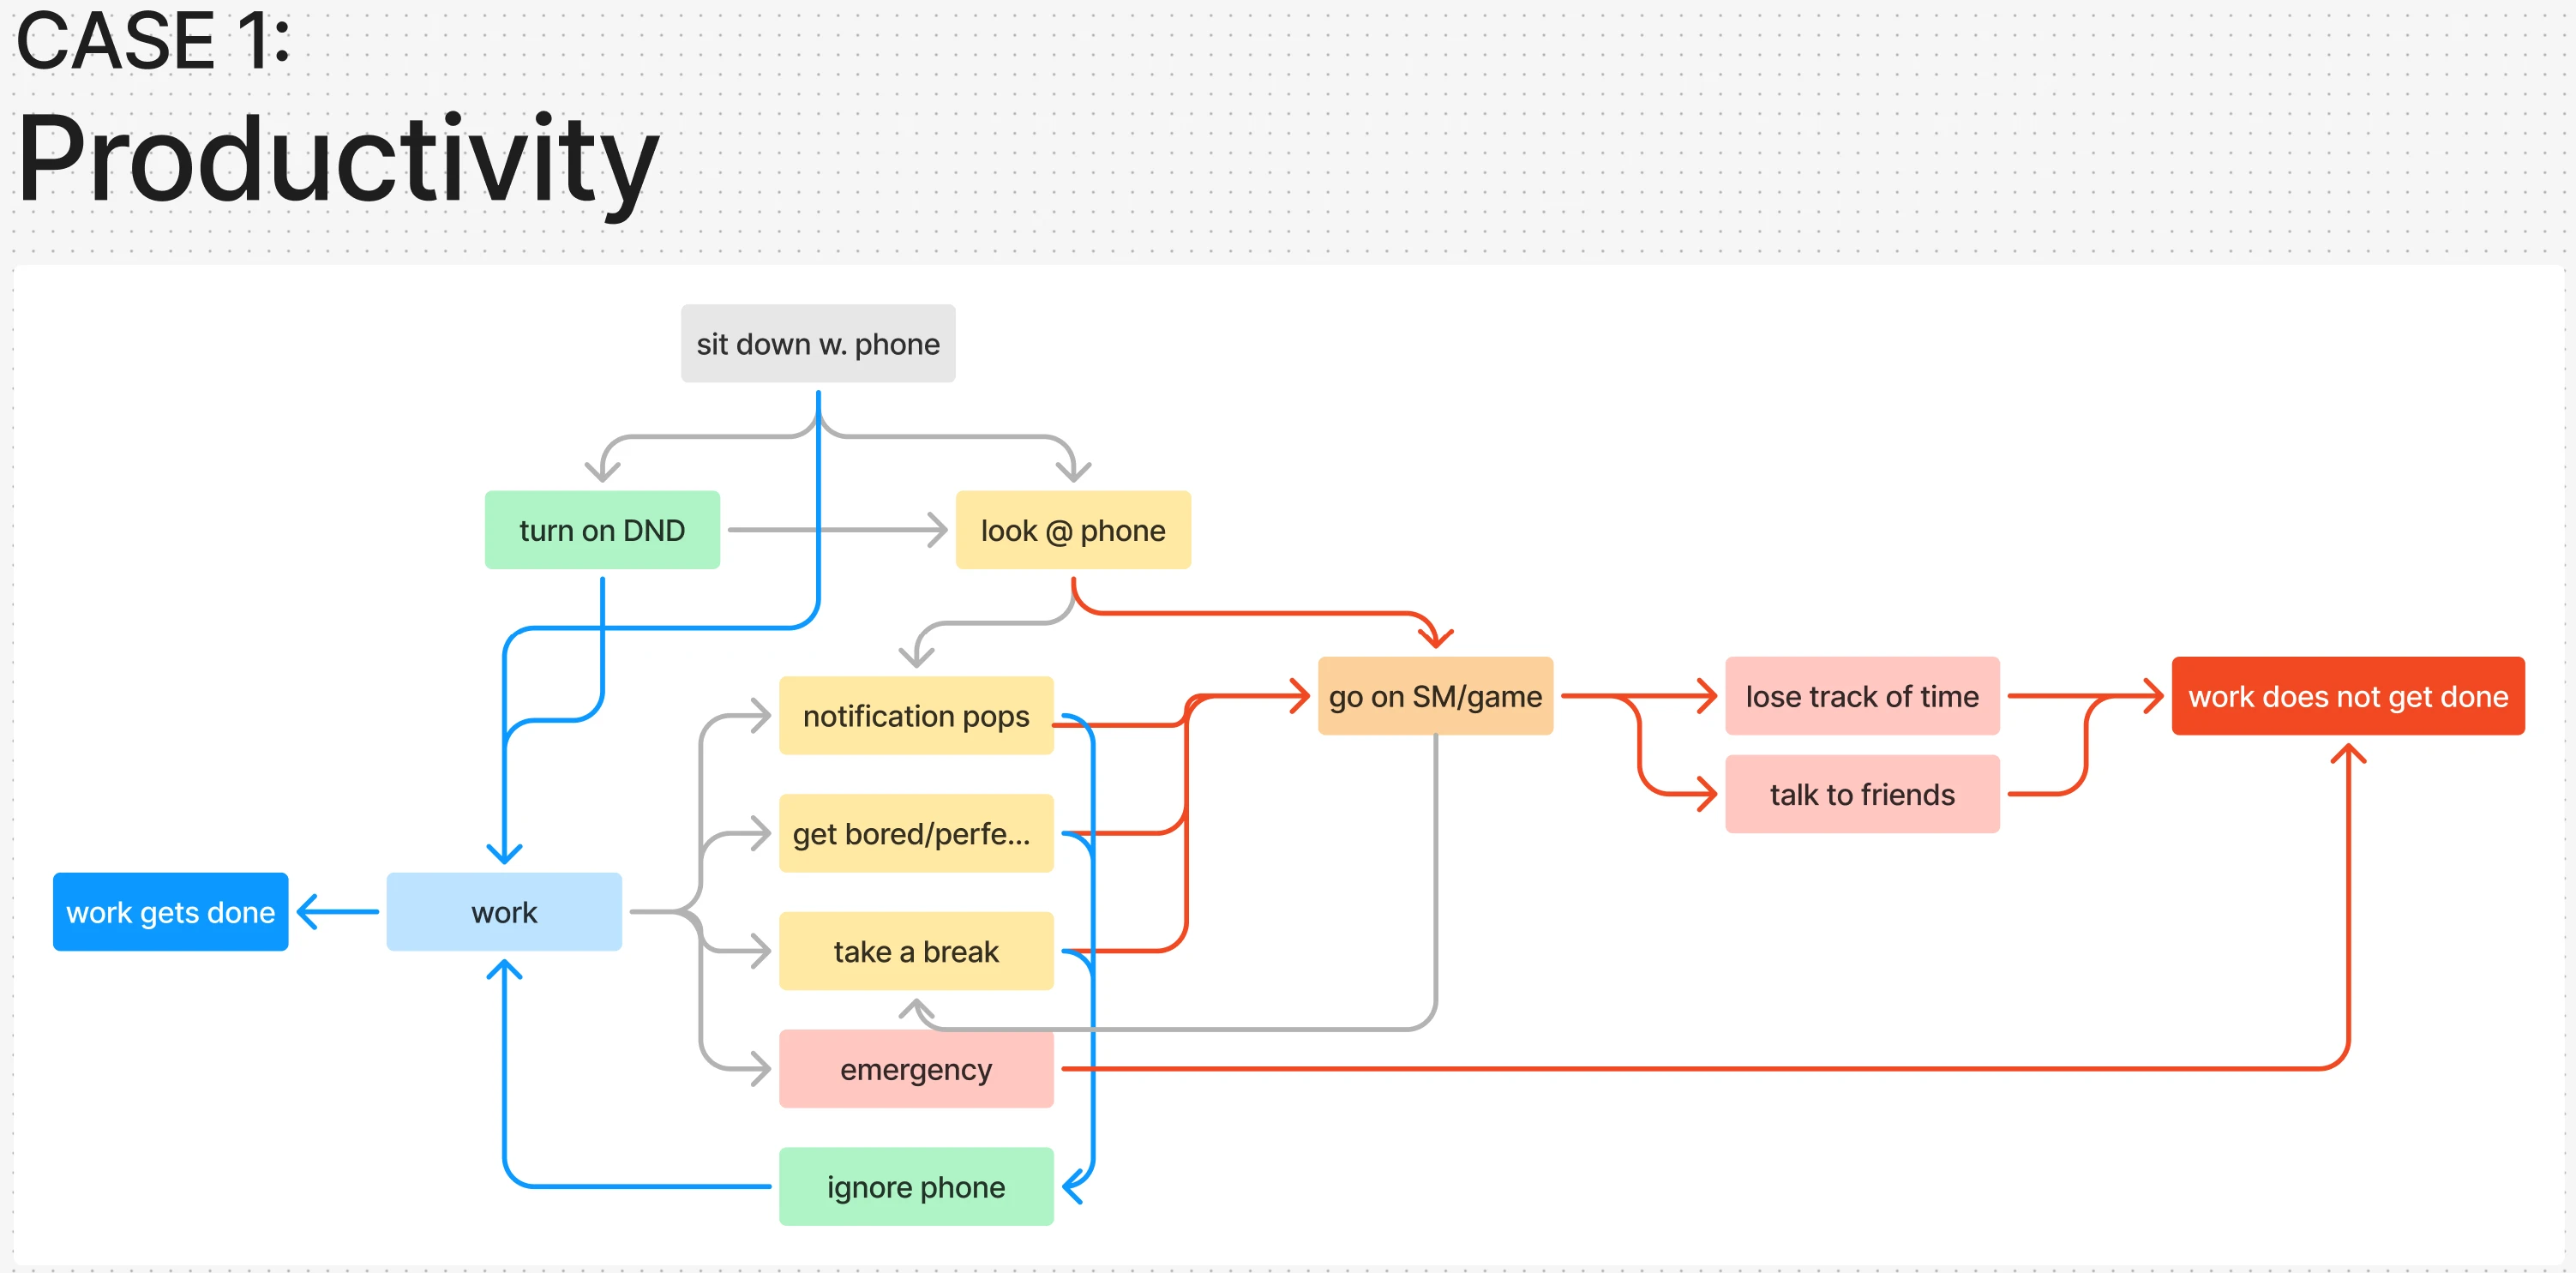 CASE 1:
Productivity
sit down w. phone
turn on DND
look @ phone
notification pops
go on SM/game
lose track of time
work does not get done
get bored/perfe...
talk to friends
work gets done
work
take a break
emergency
ignore phone